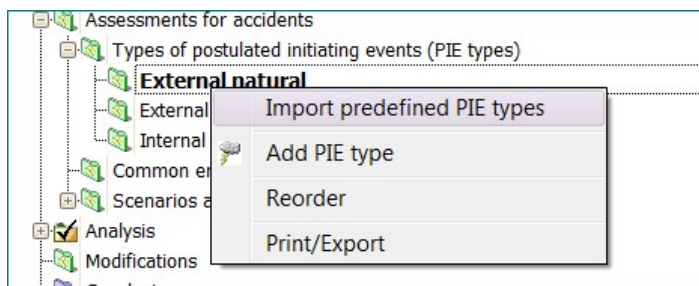 Assessments for accidents
Types of postulated initiating events (PIE types)
External natural
External
Internal
Common
Scenarios
Analysis
Modifications
Import predefined PIE types
Add PIE type
Reorder
Print/Export